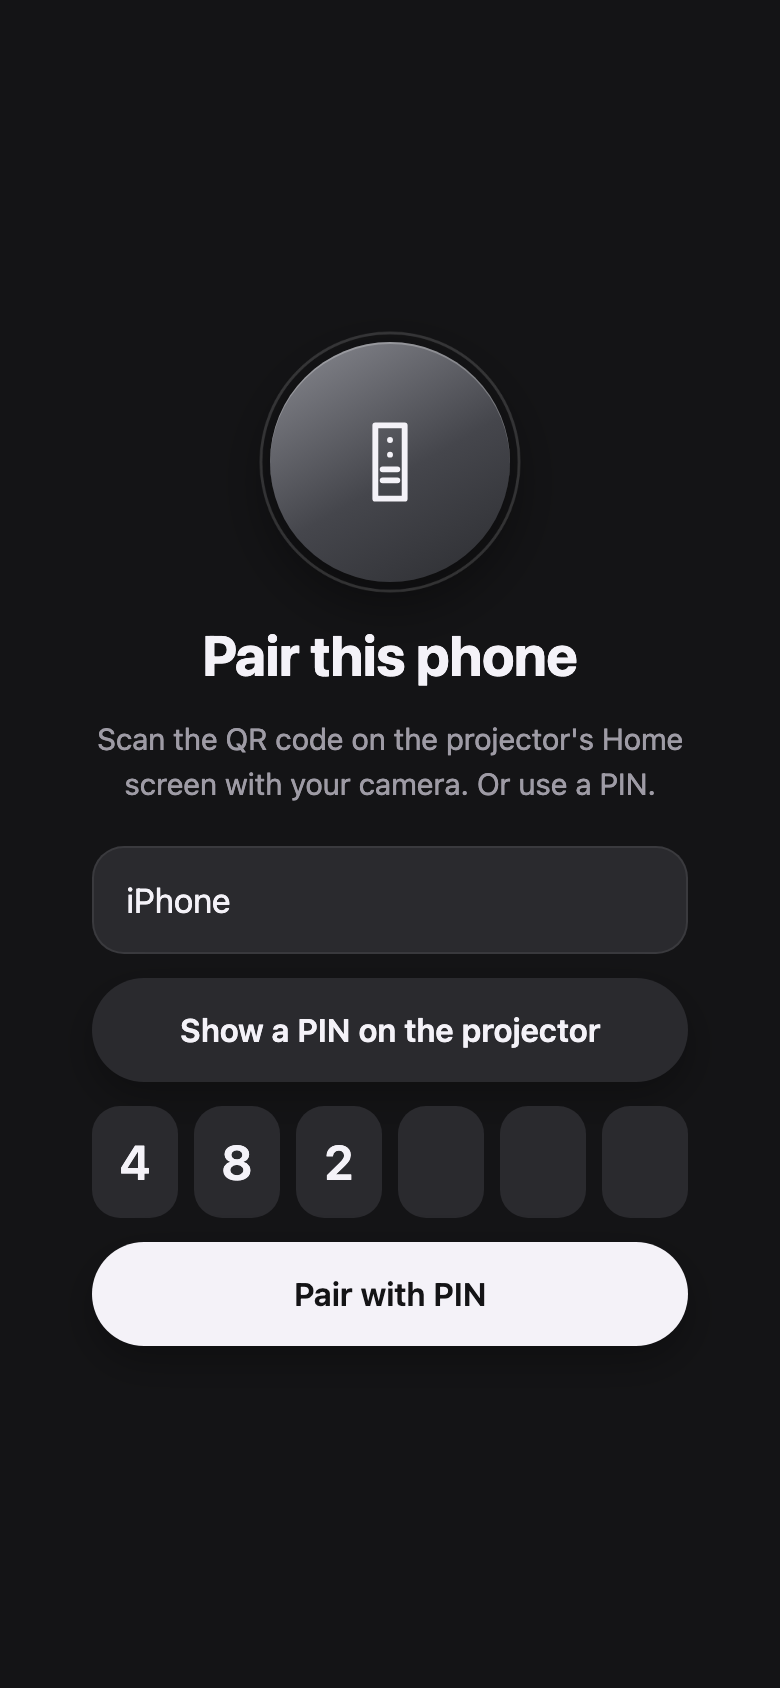 Pair this phone
Scan the QR code on the projector's Home
screen with your camera. Or use a PIN.
iPhone
Show a PIN on the projector
4 8 2
Pair with PIN